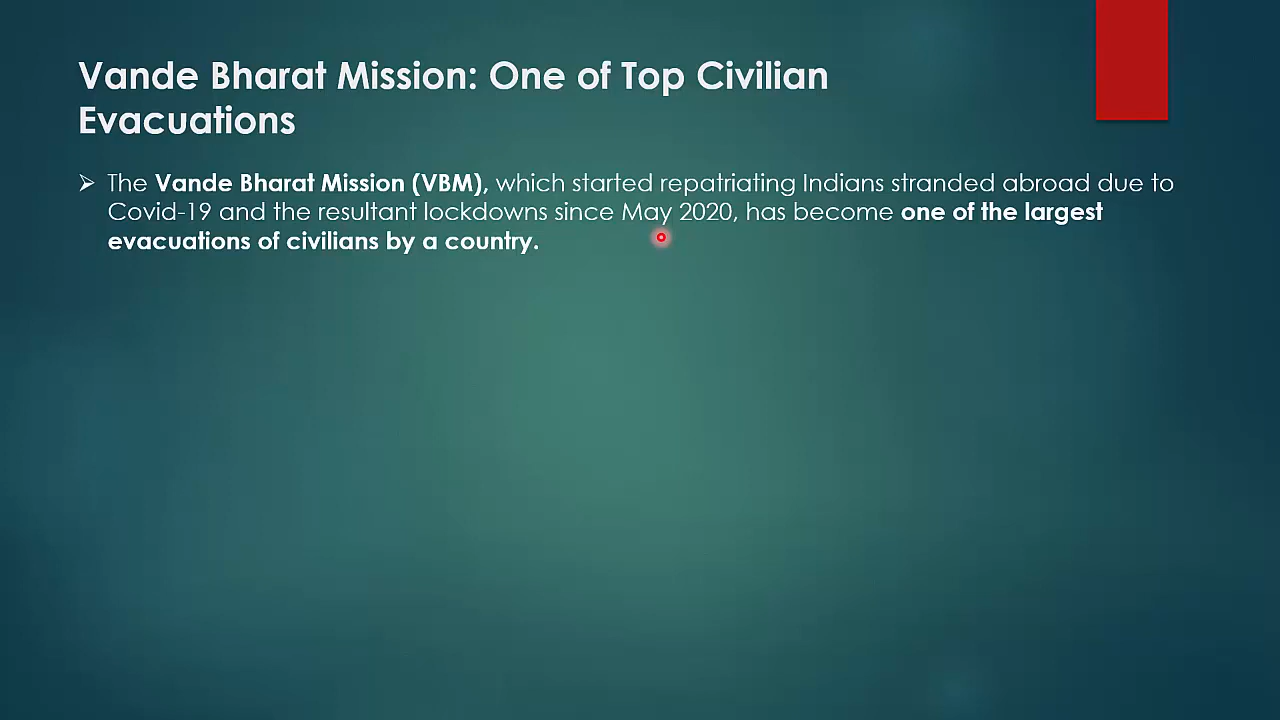 Vande Bharat Mission: One of Top Civilian
Evacuations
The Vande Bharat Mission (VBM), which started repatriating Indians stranded abroad due to
Covid-19 and the resultant lockdowns since May 2020, has become one of the largest
evacuations of civilians by a country.